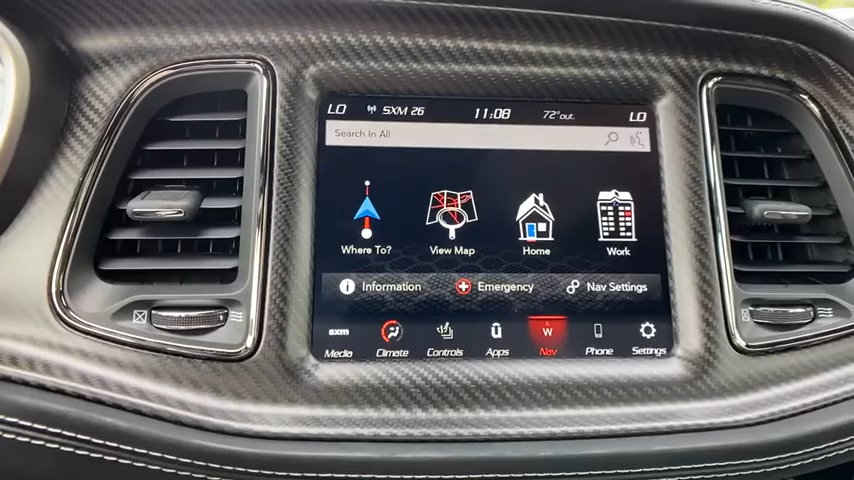 LO SXM 26 11:08 72° out. LO
Search In All
Where To? View Map Home Work
Information Emergency Nav Settings
sxm û W
Media Climate Controls Apps Nav Phone Settings